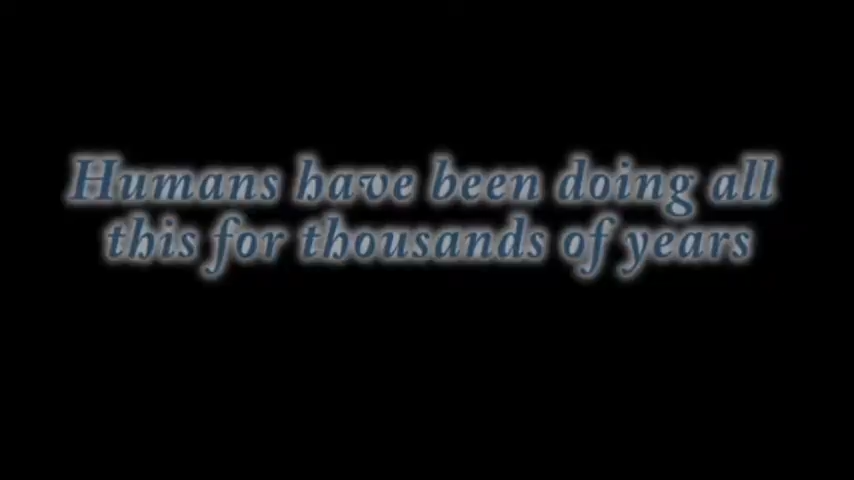 Humans have been doing all
this for thousands of years